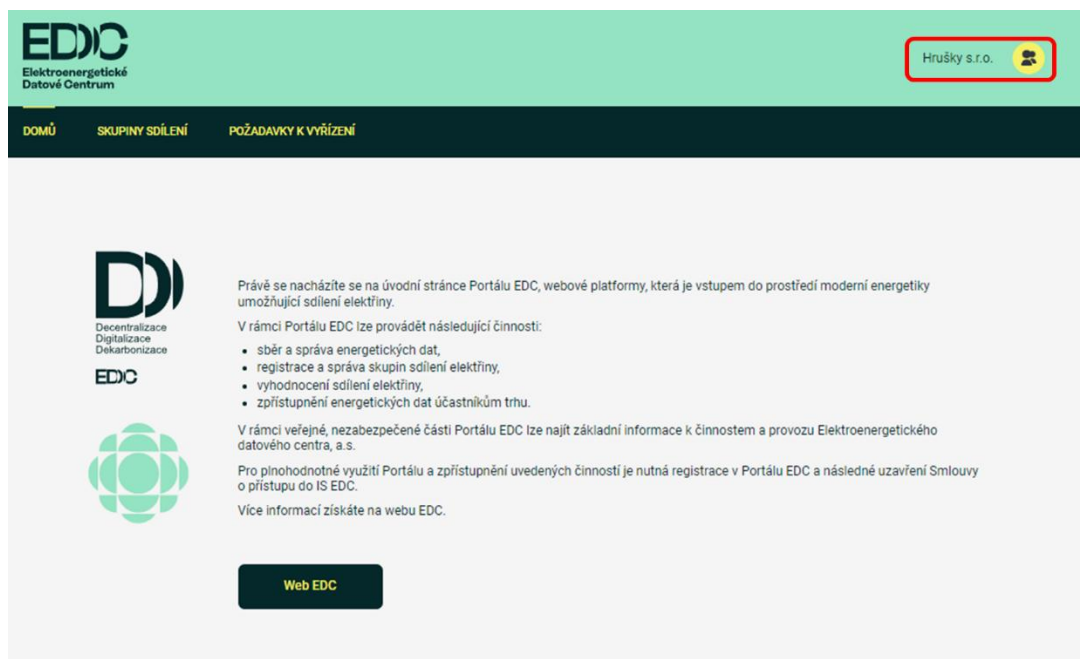 EDC
Elektroenergetické
Datové Centrum
Hrušky s.r.o.
DOMŮ SKUPINY SDÍLENÍ POŽADAVKY K VYŘÍZENÍ
Decentralizace
Digitalizace
Dekarbonizace
EDC
Právě se nacházíte se na úvodní stránce Portálu EDC, webové platformy, která je vstupem do prostředí moderní energetiky
umožňující sdílení elektřiny.
V rámci Portálu EDC lze provádět následující činnosti:
• sběr a správa energetických dat,
• registrace a správa skupin sdílení elektřiny,
• vyhodnocení sdílení elektřiny,
• zpřístupnění energetických dat účastníkům trhu.
V rámci veřejné, nezabezpečené části Portálu EDC lze najít základní informace k činnostem a provozu Elektroenergetického
datového centra, a.s.
Pro plnohodnotné využití Portálu a zpřístupnění uvedených činností je nutná registrace v Portálu EDC a následné uzavření Smlouvy
o přístupu do IS EDC.
Více informací získáte na webu EDC.
Web EDC